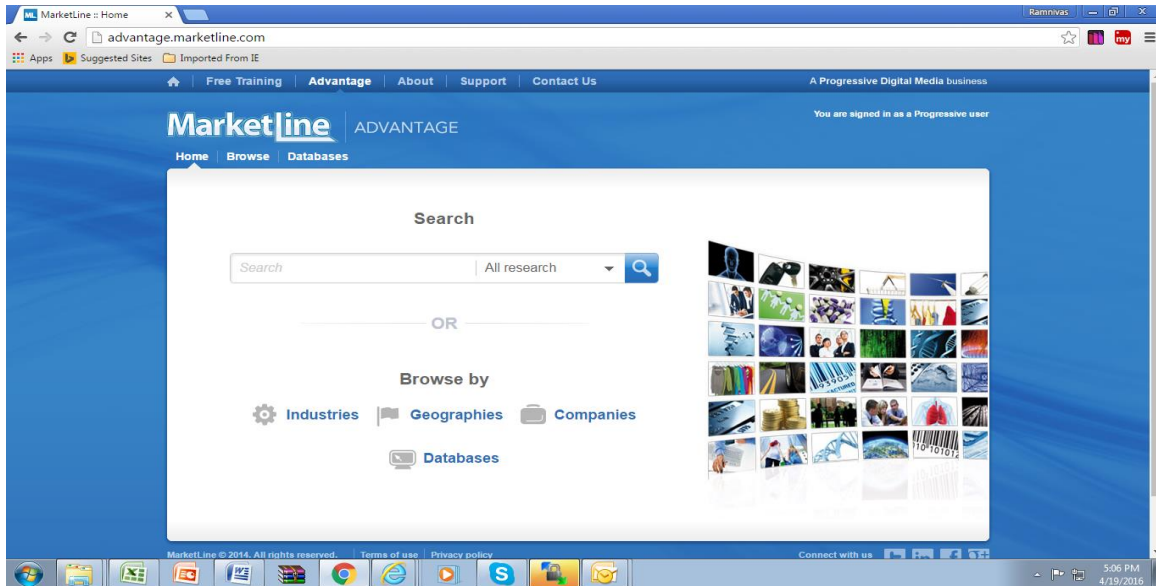 MarketLine :: Home
Ramnivas
advantage.marketline.com
my
Apps Suggested Sites Imported From IE
Free Training Advantage About Support Contact Us
A Progressive Digital Media business
MarketLine ADVANTAGE
You are signed in as a Progressive user
Home Browse Databases
Search
Search All research
OR
Browse by
Industries Geographies Companies
Databases
MarketLine © 2014. All rights reserved. Terms of use Privacy policy
Connect with us
5:06 PM
4/19/2016